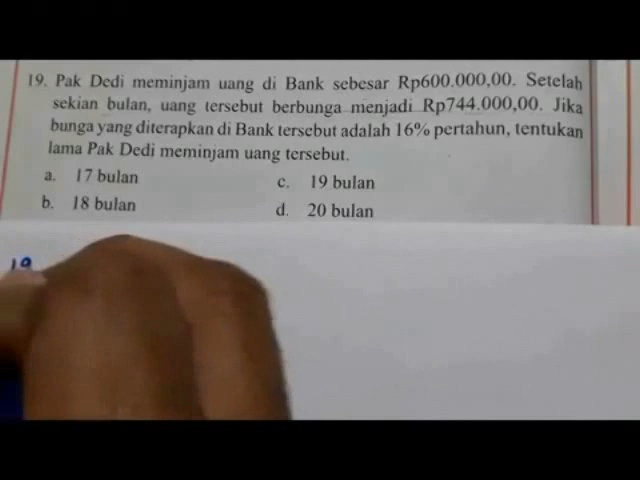 19. Pak Dedi meminjam uang di Bank sebesar Rp600.000,00. Setelah
sekian bulan, uang tersebut berbunga menjadi Rp744.000,00. Jika
bunga yang diterapkan di Bank tersebut adalah 16% pertahun, tentukan
lama Pak Dedi meminjam uang tersebut.
a. 17 bulan
b. 18 bulan
c. 19 bulan
d. 20 bulan
19